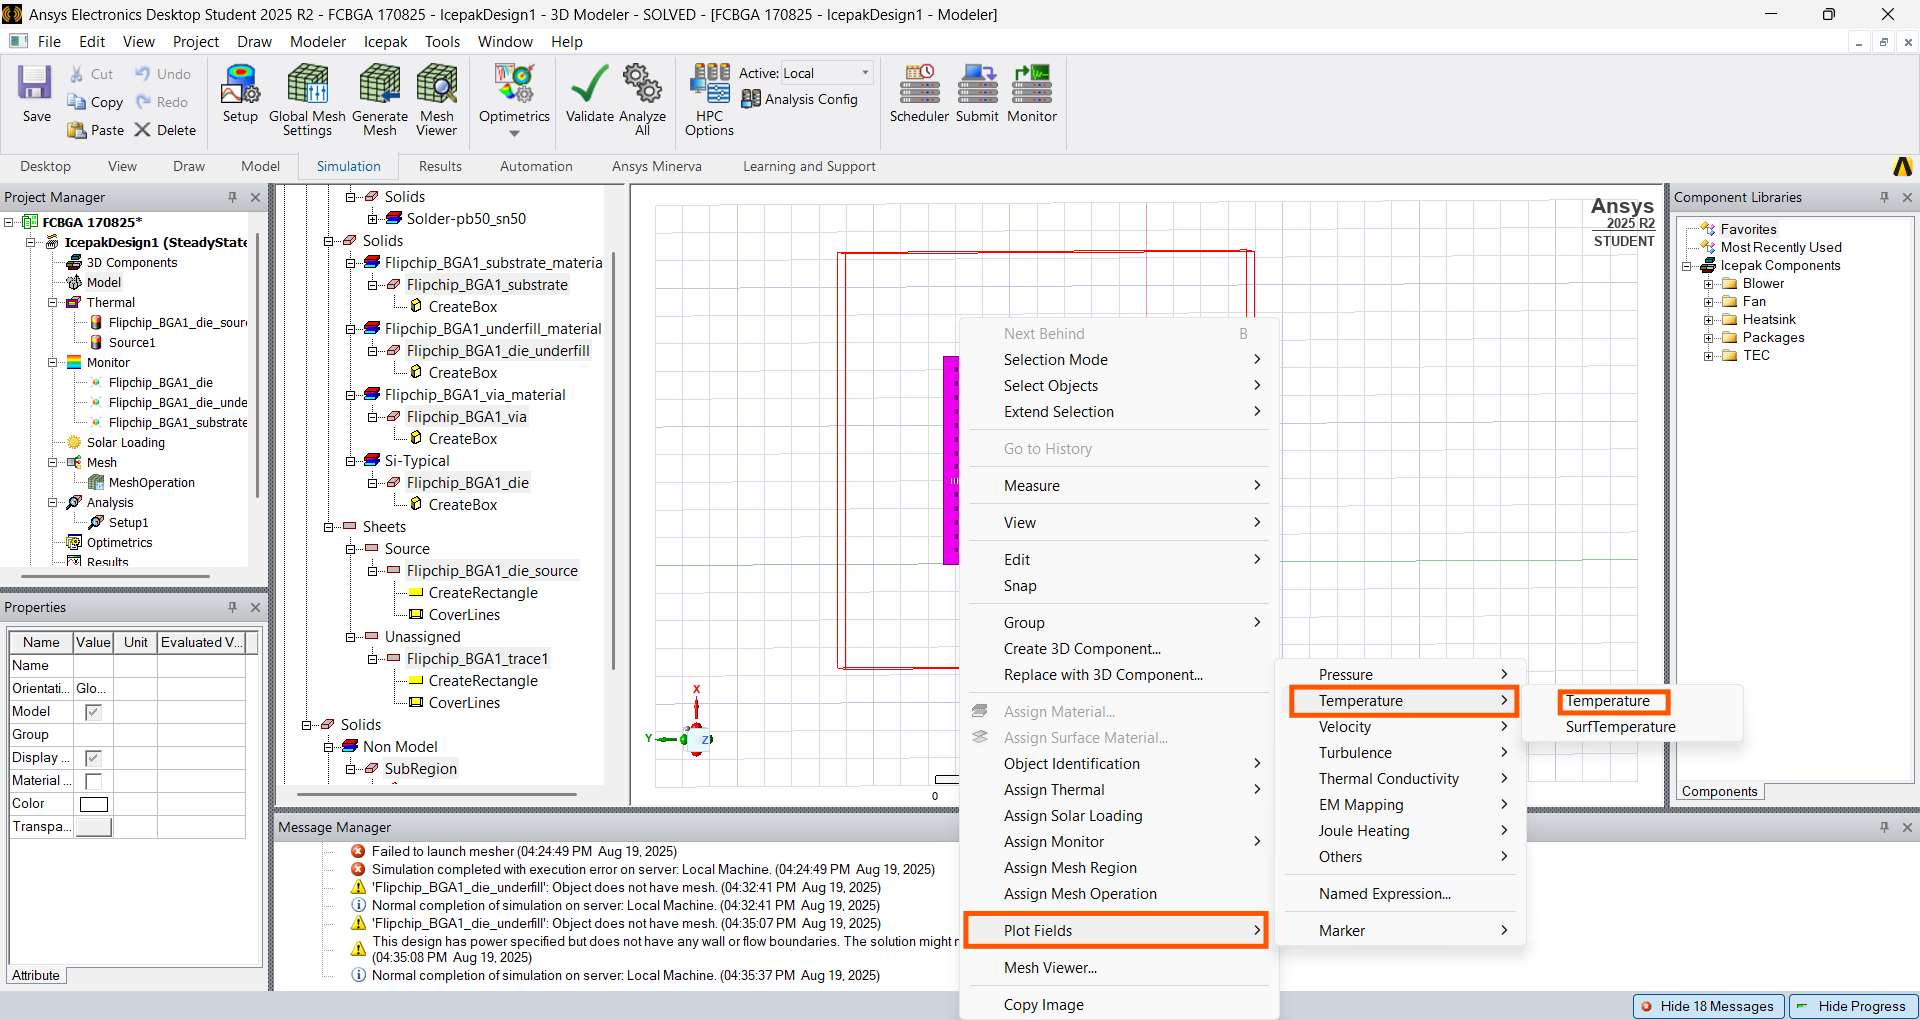 Ansys Electronics Desktop Student 2025 R2 - FCBGA 170825 - IcepakDesign1 - 3D Modeler - SOLVED - [FCBGA 170825 - IcepakDesign1 - Modeler]
File Edit View Project Draw Modeler Icepak Tools Window Help
Save
Cut
Copy
Paste
Undo
Redo
Delete
Setup
Global Mesh
Settings
Generate
Mesh
Mesh
Viewer
Optimetrics
Validate
Analyze
All
HPC
Options
Active: Local
Analysis Config
Scheduler
Submit
Monitor
Desktop View Draw Model Simulation Results Automation Ansys Minerva Learning and Support
Project Manager
FCBGA 170825*
IcepakDesign1 (SteadyState
3D Components
Model
Thermal
Flipchip_BGA1_die_sour
Source1
Monitor
Flipchip_BGA1_die
Flipchip_BGA1_die_unde
Flipchip_BGA1_substrate
Solar Loading
Mesh
MeshOperation
Analysis
Setup1
Optimetrics
Results
Properties
Name Value Unit Evaluated V...
Name
Orientati... Glo...
Model
Group
Display ...
Material ...
Color
Transpa...
Attribute
Solids
Solder-pb50_sn50
Solids
Flipchip_BGA1_substrate_materia
Flipchip_BGA1_substrate
CreateBox
Flipchip_BGA1_underfill_material
Flipchip_BGA1_die_underfill
CreateBox
Flipchip_BGA1_via_material
Flipchip_BGA1_via
CreateBox
Si-Typical
Flipchip_BGA1_die
CreateBox
Sheets
Source
Flipchip_BGA1_die_source
CreateRectangle
CoverLines
Unassigned
Flipchip_BGA1_trace1
CreateRectangle
CoverLines
Solids
Non Model
SubRegion
Ansys
2025 R2
STUDENT
X
Y
Z
0
Next Behind B
Selection Mode
Select Objects
Extend Selection
Go to History
Measure
View
Edit
Snap
Group
Create 3D Component...
Replace with 3D Component...
Assign Material...
Assign Surface Material...
Object Identification
Assign Thermal
Assign Solar Loading
Assign Monitor
Assign Mesh Region
Assign Mesh Operation
Plot Fields
Mesh Viewer...
Copy Image
Pressure
Temperature
Velocity
Turbulence
Thermal Conductivity
EM Mapping
Joule Heating
Others
Named Expression...
Marker
Temperature
SurfTemperature
Component Libraries
Favorites
Most Recently Used
Icepak Components
Blower
Fan
Heatsink
Packages
TEC
Components
Message Manager
Failed to launch mesher (04:24:49 PM Aug 19, 2025)
Simulation completed with execution error on server: Local Machine. (04:24:49 PM Aug 19, 2025)
'Flipchip_BGA1_die_underfill': Object does not have mesh. (04:32:41 PM Aug 19, 2025)
Normal completion of simulation on server: Local Machine. (04:32:41 PM Aug 19, 2025)
'Flipchip_BGA1_die_underfill': Object does not have mesh. (04:35:07 PM Aug 19, 2025)
This design has power specified but does not have any wall or flow boundaries. The solution might
(04:35:08 PM Aug 19, 2025)
Normal completion of simulation on server: Local Machine. (04:35:37 PM Aug 19, 2025)
Hide 18 Messages
Hide Progress